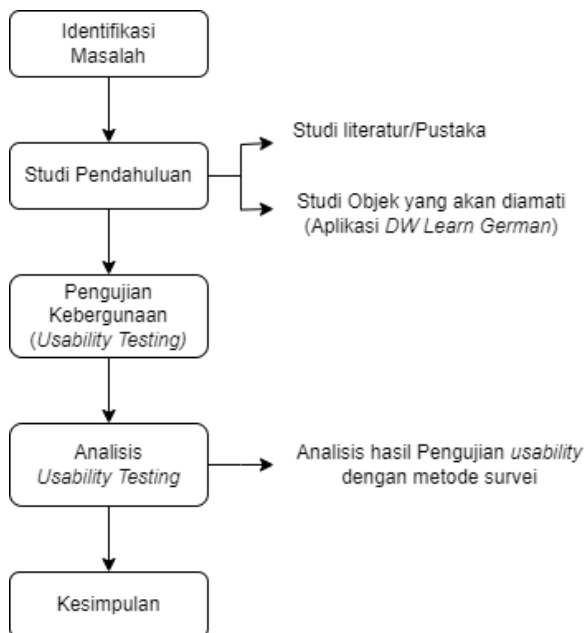 Identifikasi
Masalah
Studi Pendahuluan
Studi literatur/Pustaka
Studi Objek yang akan diamati
(Aplikasi DW Learn German)
Pengujian
Kebergunaan
(Usability Testing)
Analisis
Usability Testing
Analisis hasil Pengujian usability
dengan metode survei
Kesimpulan